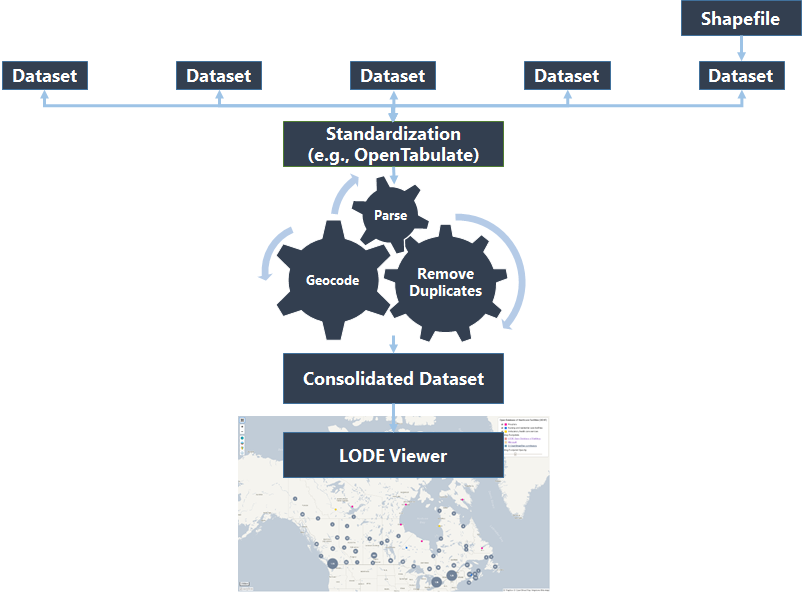 Shapefile
Dataset Dataset Dataset Dataset Dataset
Standardization
(e.g., OpenTabulate)
Parse
Geocode
Remove
Duplicates
Consolidated Dataset
LODE Viewer